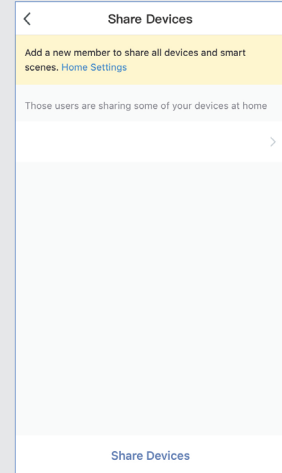 Share Devices
Add a new member to share all devices and smart
scenes. Home Settings
Those users are sharing some of your devices at home
Share Devices